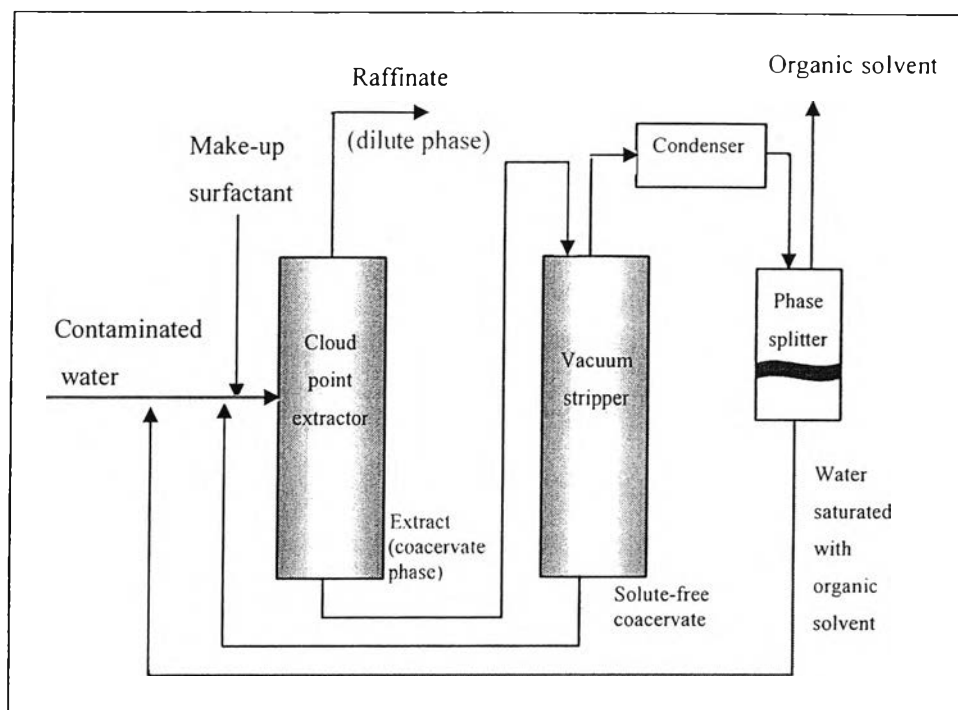 Raffinate
(dilute phase)
Organic solvent
Make-up
surfactant
Condenser
Contaminated
water
Cloud
point
extractor
Vacuum
stripper
Phase
splitter
Extract
(coacervate
phase)
Solute-free
coacervate
Water
saturated
with
organic
solvent